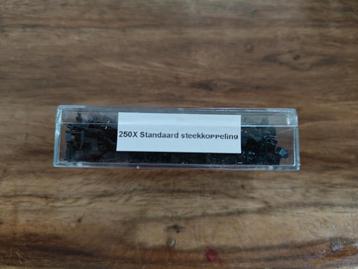 250X Standaard steekkoppeling